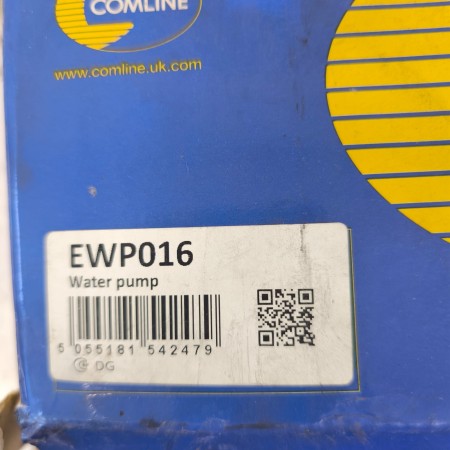 COMLINE
www.comline.uk.com
EWP016
Water pump
5 055181 542479
DG